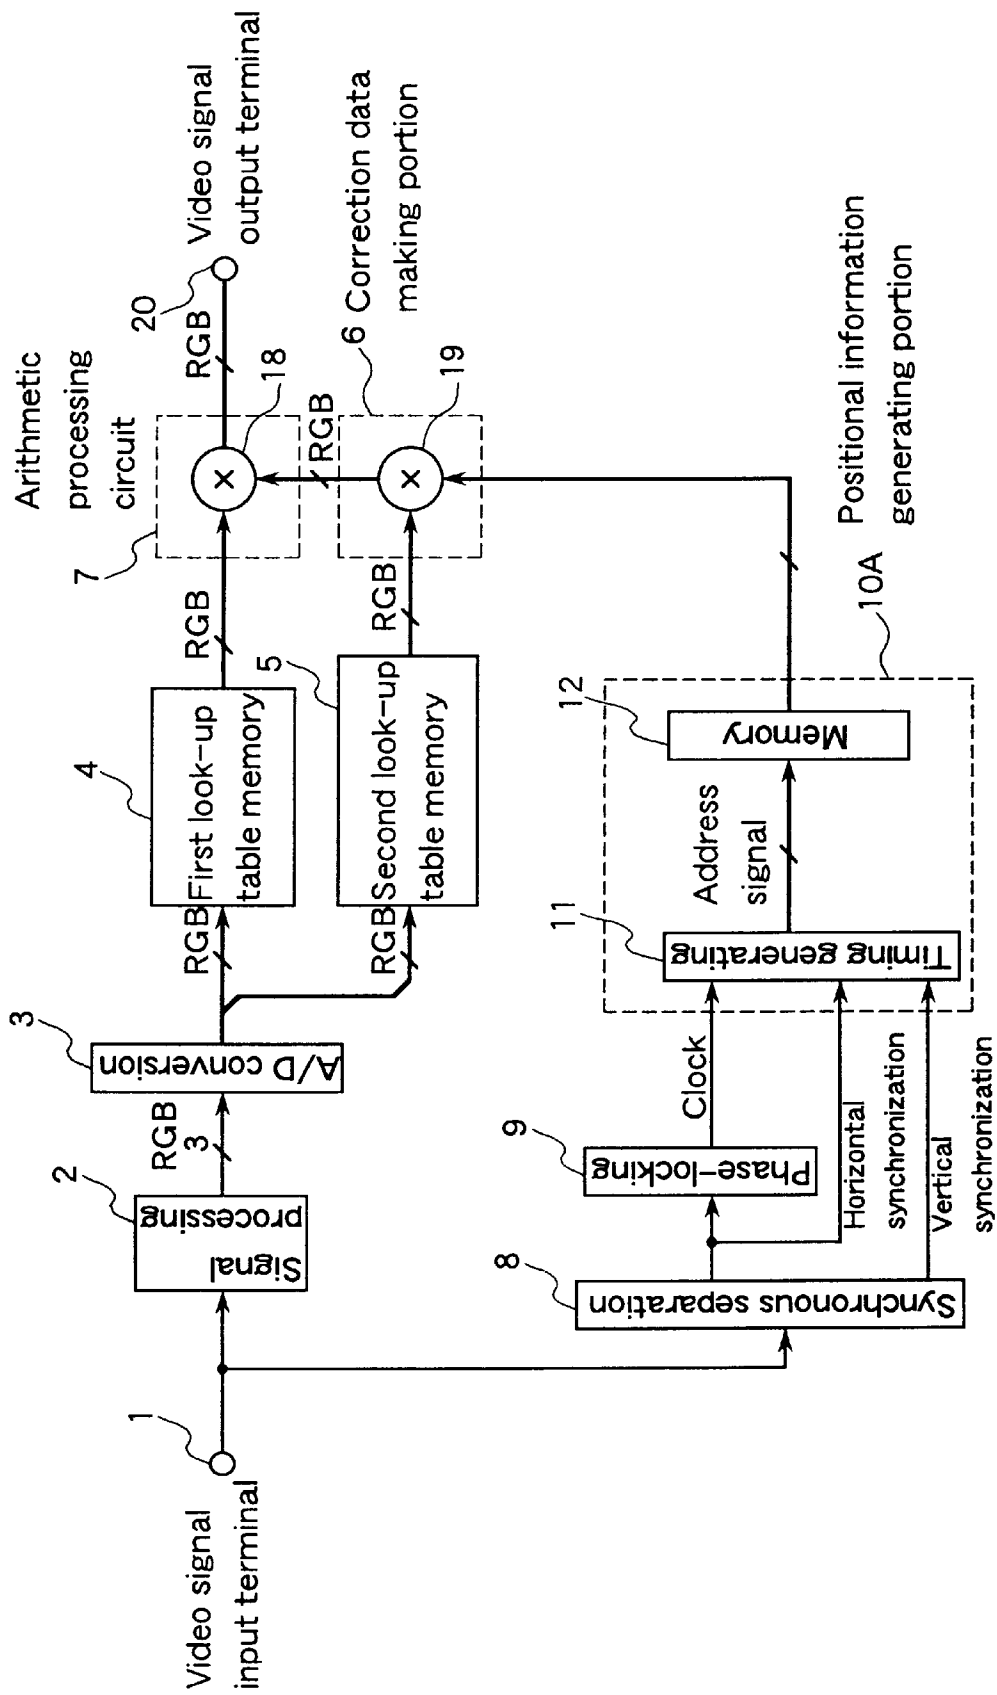 Video signal
input terminal
1
2
Signal
processing
RGB
3
3
A/D conversion
RGB
4
First look-up
table memory
RGB
RGB
5
Second look-up
table memory
RGB
Arithmetic
processing
circuit
7
18
RGB
20
Video signal
output terminal
RGB
6
Correction data
making portion
19
8
Synchronous separation
9
Phase-locking
Clock
Horizontal
synchronization
Vertical
synchronization
11
Timing generating
Address
signal
12
Memory
10A
Positional information
generating portion